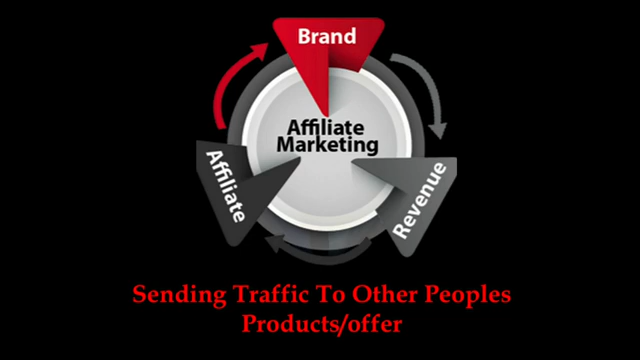 Brand
Affiliate
Marketing
Affiliate
Revenue
Sending Traffic To Other Peoples
Products/offer